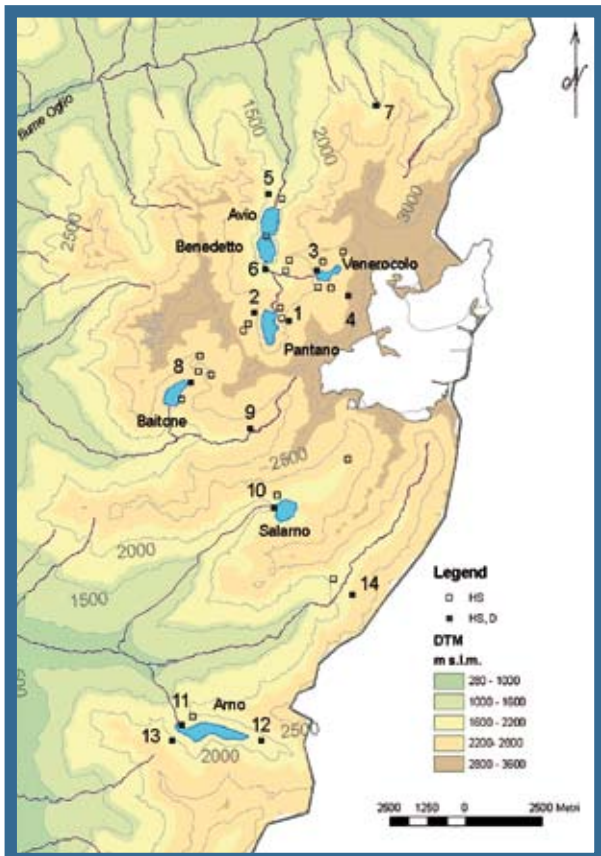 fiume Oglio
1500
2000
7
3000
5
Avio
2500
Benedetto
3
Venerocolo
6
2
4
1
Pantano
8
Baitone
9
2500
10
Salarno
2000
1500
14
Legend
HS
HS, D
DTM
m s.l.m.
280 - 1000
1000 - 1600
1600 - 2200
2200 - 2800
2800 - 3600
11
Arno
12
2500
13
2000
2500 1250 0 2500 Metri